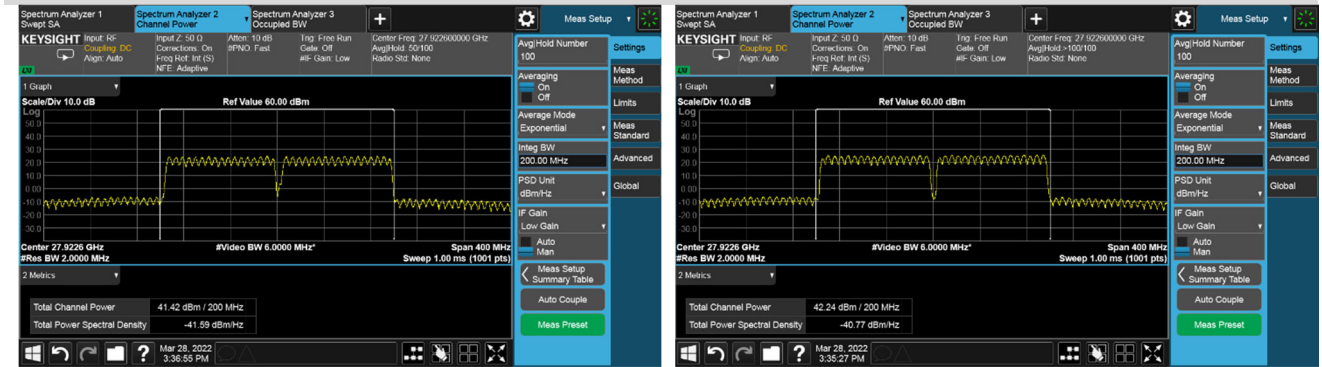 Spectrum Analyzer 1
Swept SA
Spectrum Analyzer 2
Channel Power
Spectrum Analyzer 3
Occupied BW
+
Meas Setup
KEYSIGHT
LXI
Input: RF
Coupling: DC
Align: Auto
Input Z: 50 Ω
Corrections: On
Freq Ref: Int (S)
NFE: Adaptive
Atten: 10 dB
#PNO: Fast
Trig: Free Run
Gate: Off
#IF Gain: Low
Center Freq: 27.922600000 GHz
Avg|Hold: 50/100
Radio Std: None
1 Graph
Scale/Div 10.0 dB
Ref Value 60.00 dBm
Log
50.0
40.0
30.0
20.0
10.0
0.00
-10.0
-20.0
-30.0
Center 27.9226 GHz
#Video BW 6.0000 MHz*
Span 400 MHz
#Res BW 2.0000 MHz
Sweep 1.00 ms (1001 pts)
2 Metrics
Total Channel Power 41.42 dBm / 200 MHz
Total Power Spectral Density -41.59 dBm/Hz
?
Mar 28, 2022
3:36:55 PM
Avg|Hold Number
100
Averaging
On
Off
Average Mode
Exponential
Integ BW
200.00 MHz
PSD Unit
dBm/Hz
IF Gain
Low Gain
Auto
Man
Meas Setup
Summary Table
Auto Couple
Meas Preset
Settings
Meas
Method
Limits
Meas
Standard
Advanced
Global
Spectrum Analyzer 1
Swept SA
Spectrum Analyzer 2
Channel Power
Spectrum Analyzer 3
Occupied BW
+
Meas Setup
KEYSIGHT
LXI
Input: RF
Coupling: DC
Align: Auto
Input Z: 50 Ω
Corrections: On
Freq Ref: Int (S)
NFE: Adaptive
Atten: 10 dB
#PNO: Fast
Trig: Free Run
Gate: Off
#IF Gain: Low
Center Freq: 27.922600000 GHz
Avg|Hold: >100/100
Radio Std: None
1 Graph
Scale/Div 10.0 dB
Ref Value 60.00 dBm
Log
50.0
40.0
30.0
20.0
10.0
0.00
-10.0
-20.0
-30.0
Center 27.9226 GHz
#Video BW 6.0000 MHz*
Span 400 MHz
#Res BW 2.0000 MHz
Sweep 1.00 ms (1001 pts)
2 Metrics
Total Channel Power 42.24 dBm / 200 MHz
Total Power Spectral Density -40.77 dBm/Hz
?
Mar 28, 2022
3:35:27 PM
Avg|Hold Number
100
Averaging
On
Off
Average Mode
Exponential
Integ BW
200.00 MHz
PSD Unit
dBm/Hz
IF Gain
Low Gain
Auto
Man
Meas Setup
Summary Table
Auto Couple
Meas Preset
Settings
Meas
Method
Limits
Meas
Standard
Advanced
Global